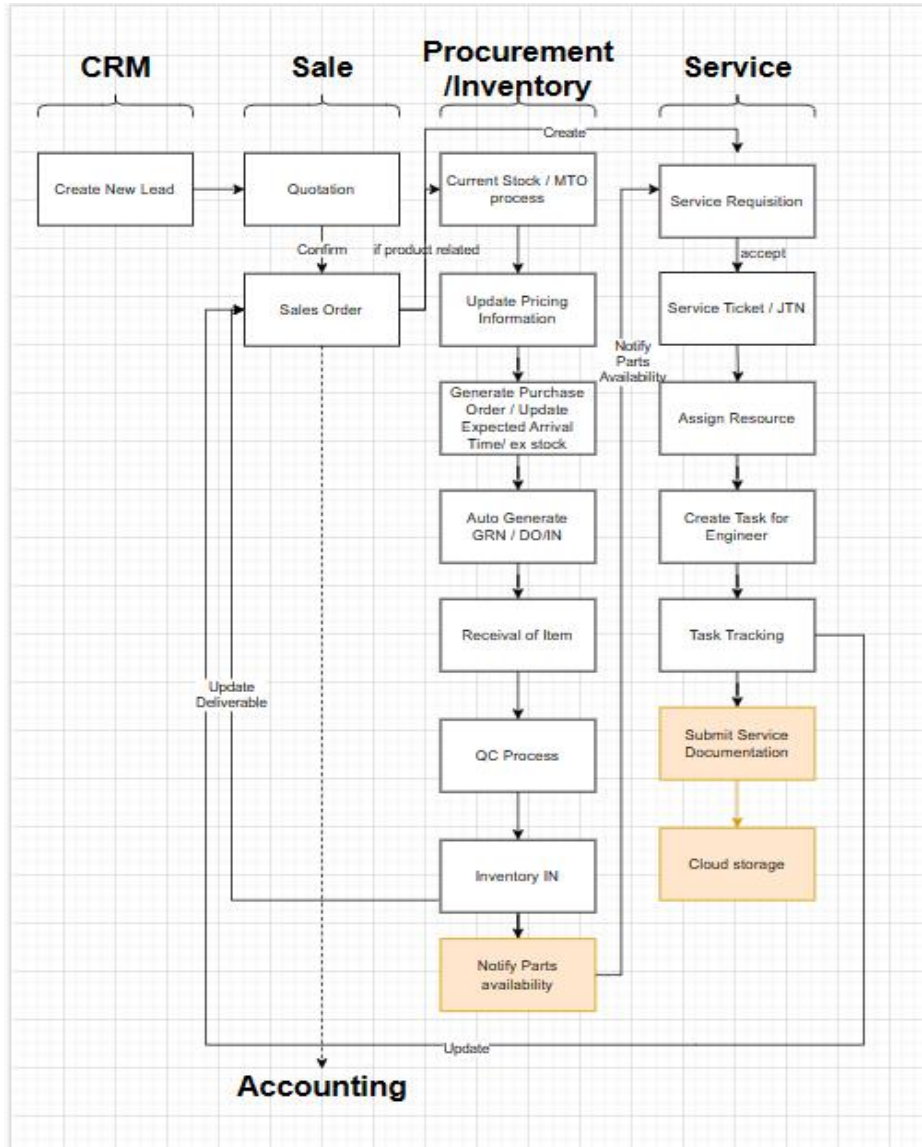 CRM
Sale
Procurement
/Inventory
Service
Create
Create New Lead
Quotation
Current Stock / MTO
process
Service Requisition
Confirm
if product related
accept
Sales Order
Update Pricing
Information
Service Ticket / JTN
Notify
Parts
Availability
Generate Purchase
Order / Update
Expected Arrival
Time/ ex stock
Assign Resource
Auto Generate
GRN / DO/IN
Create Task for
Engineer
Receival of Item
Task Tracking
Update
Deliverable
QC Process
Submit Service
Documentation
Inventory IN
Cloud storage
Notify Parts
availability
Update
Accounting